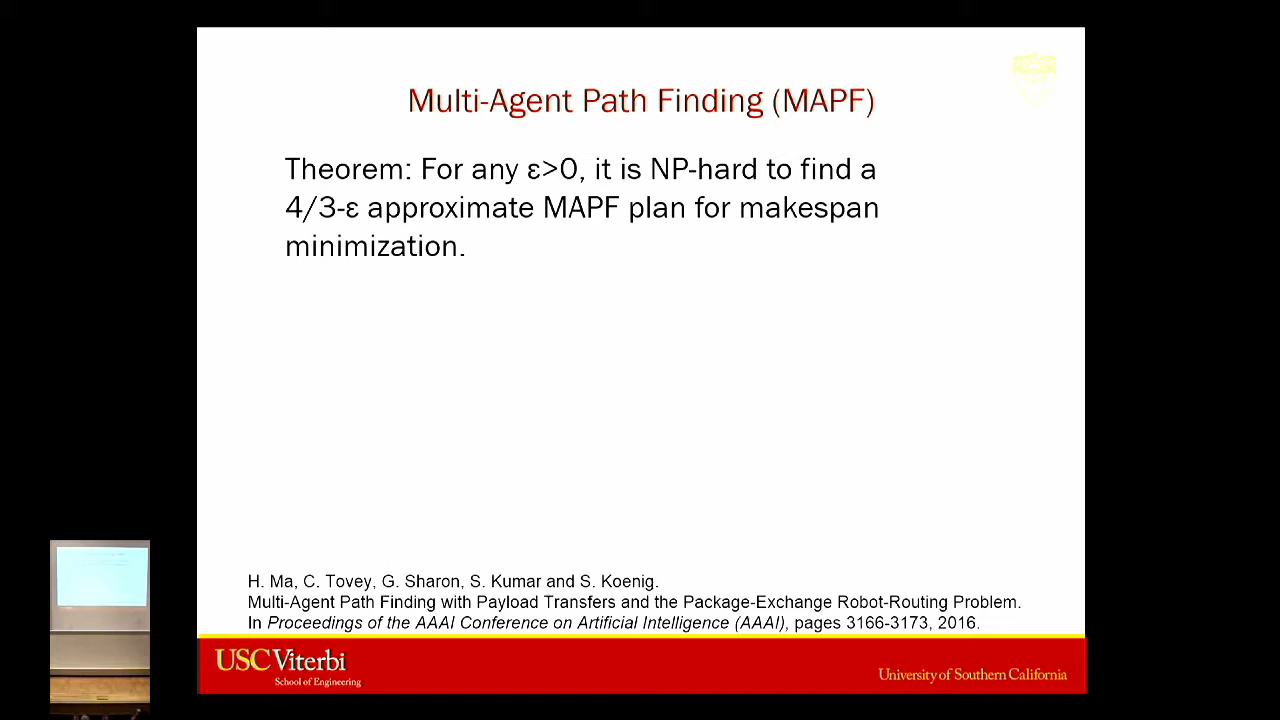 Multi-Agent Path Finding (MAPF)
Theorem: For any ε>0, it is NP-hard to find a
4/3-ε approximate MAPF plan for makespan
minimization.
H. Ma, C. Tovey, G. Sharon, S. Kumar and S. Koenig.
Multi-Agent Path Finding with Payload Transfers and the Package-Exchange Robot-Routing Problem.
In Proceedings of the AAAI Conference on Artificial Intelligence (AAAI), pages 3166-3173, 2016.
USC Viterbi
School of Engineering
University of Southern California